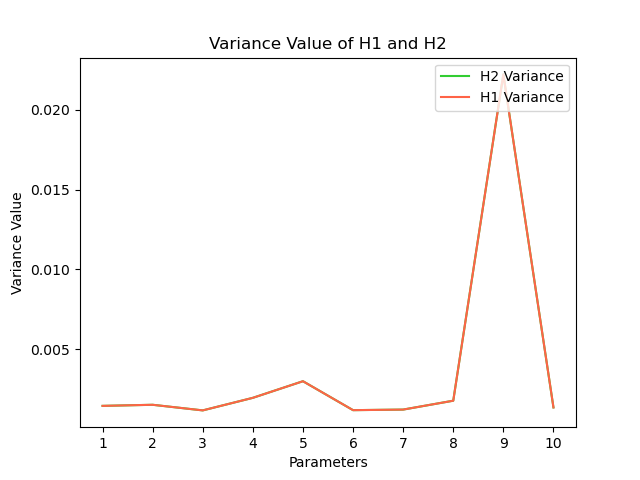 Variance Value of H1 and H2
H2 Variance
H1 Variance
0.020
0.015
0.010
0.005
Variance Value
1 2 3 4 5 6 7 8 9 10
Parameters